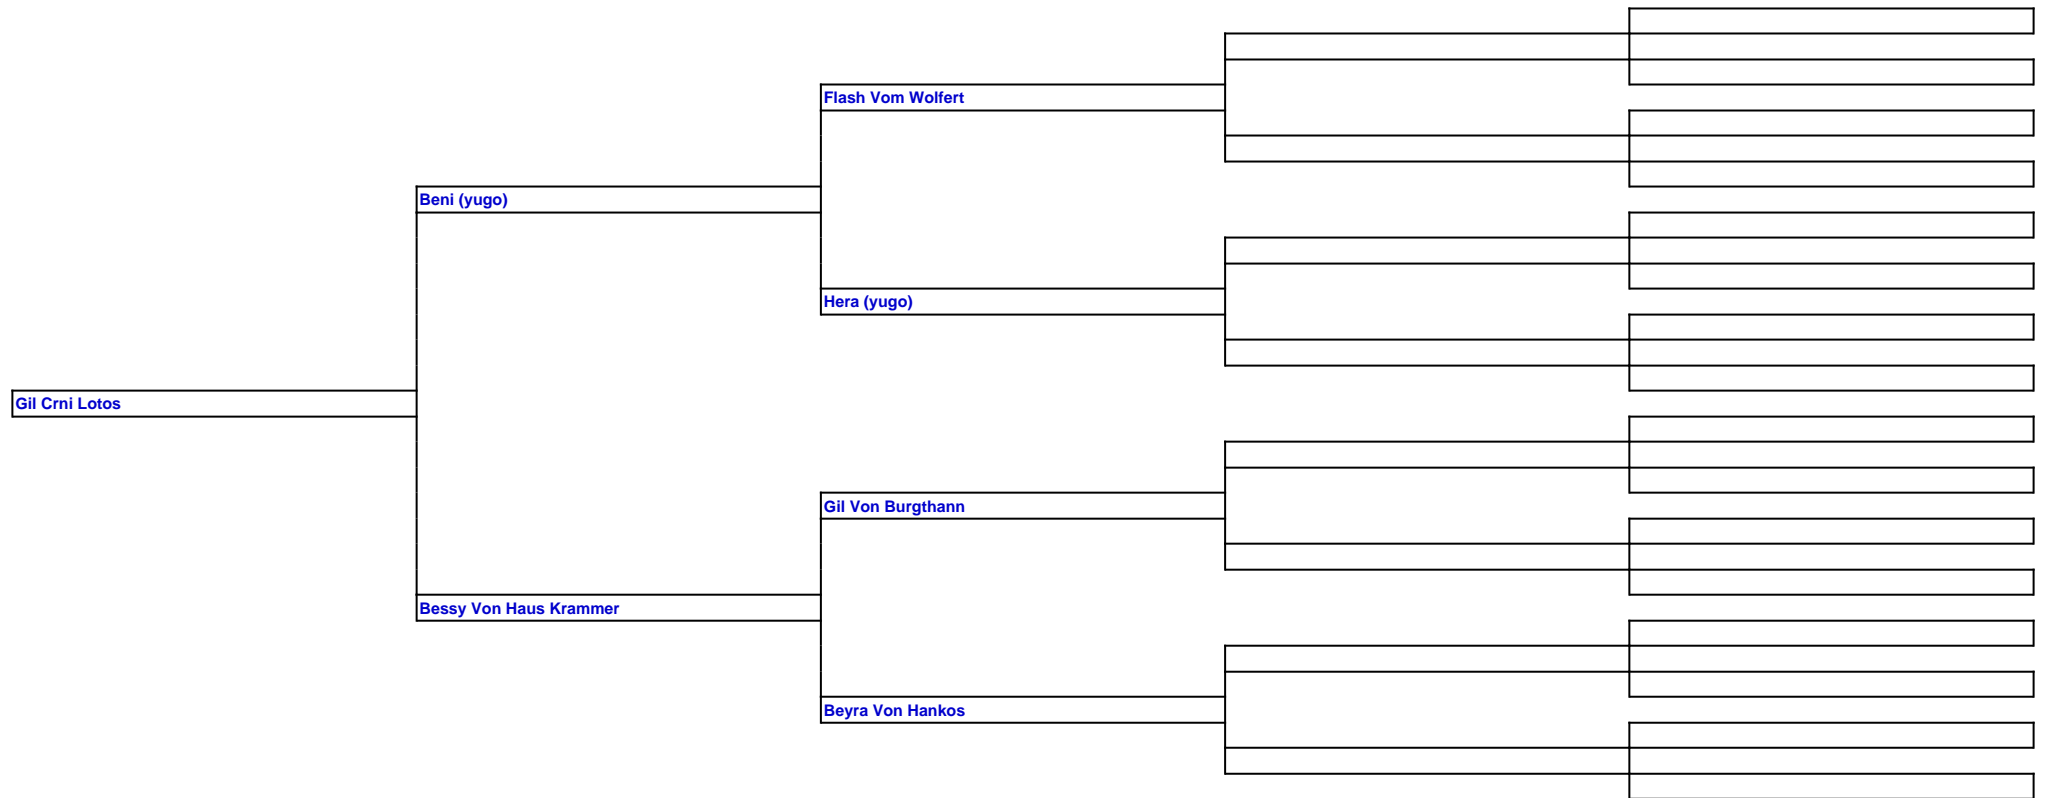 Flash Vom Wolfert
Beni (yugo)
Hera (yugo)
Gil Crni Lotos
Gil Von Burgthann
Bessy Von Haus Krammer
Beyra Von Hankos